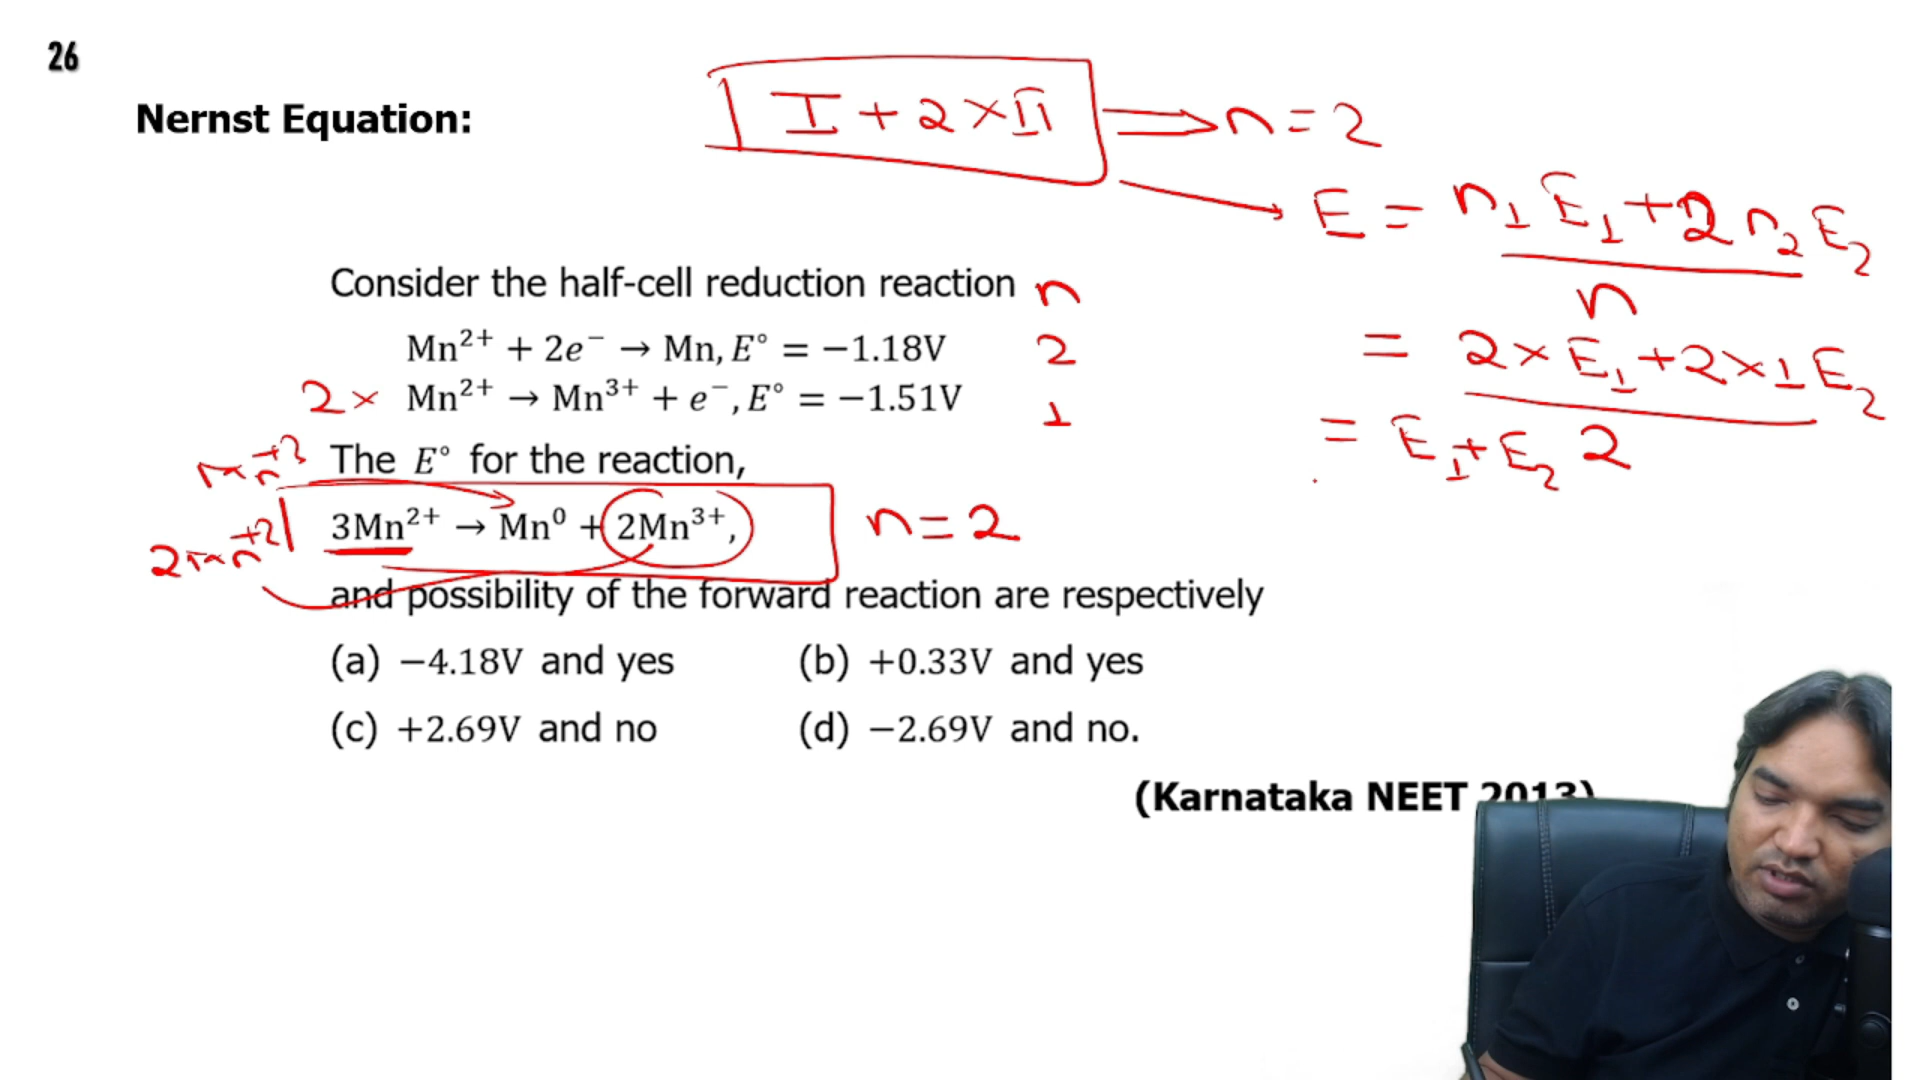 26
Nernst Equation:
I + 2 × II ⇒ n = 2
E = n₁E₁ + 2n₂E₂
n
= 2 × E₁ + 2 × 1E₂
2
= E₁ + E₂
Consider the half-cell reduction reaction n
Mn²⁺ + 2e⁻ → Mn, E° = −1.18V 2
2 × Mn²⁺ → Mn³⁺ + e⁻, E° = −1.51V 1
The E° for the reaction,
2Mn⁺²
3Mn²⁺ → Mn⁰ + 2Mn³⁺, n = 2
and possibility of the forward reaction are respectively
(a) −4.18V and yes (b) +0.33V and yes
(c) +2.69V and no (d) −2.69V and no.
(Karnataka NEET 2013)